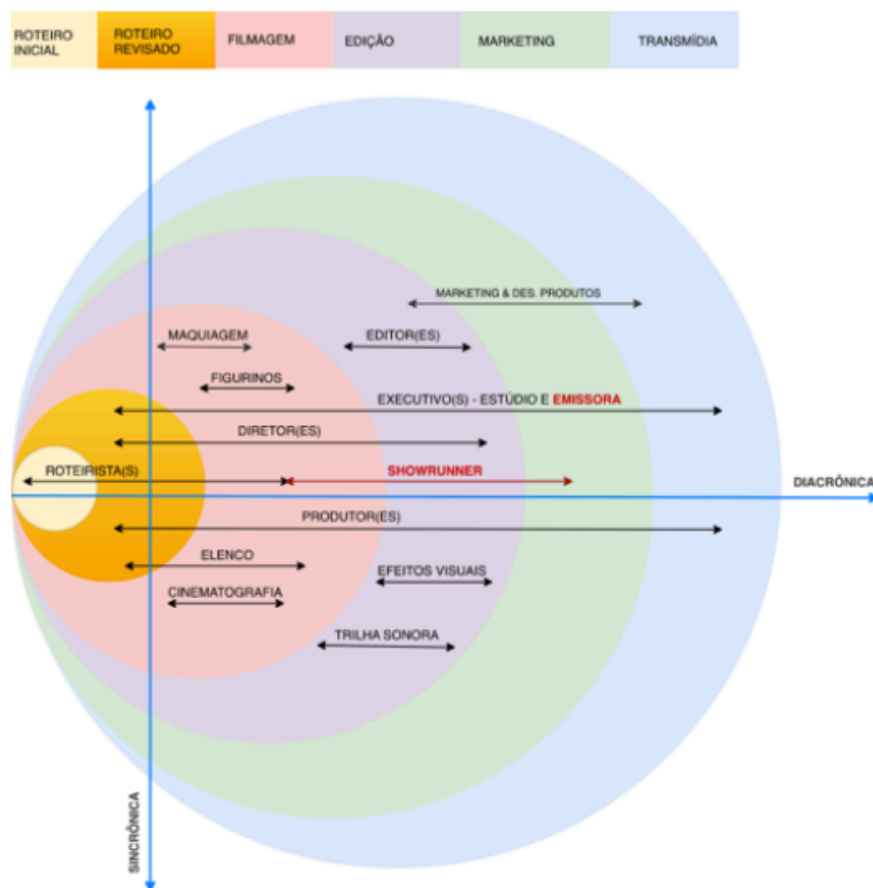 ROTEIRO
INICIAL
ROTEIRO
REVISADO
FILMAGEM
EDIÇÃO
MARKETING
TRANSMÍDIA
MARKETING & DES. PRODUTOS
MAQUIAGEM
EDITOR(ES)
FIGURINOS
EXECUTIVO(S) - ESTÚDIO E EMISSORA
DIRETOR(ES)
ROTEIRISTA(S)
SHOWRUNNER
DIACRÔNICA
PRODUTOR(ES)
ELENCO
EFEITOS VISUAIS
CINEMATOGRAFIA
TRILHA SONORA
SINCRÔNICA